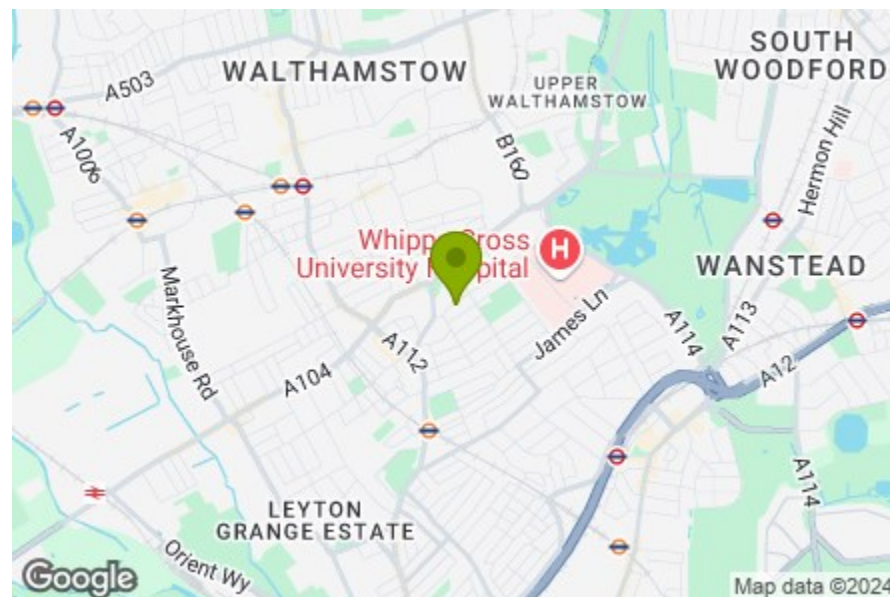 SOUTH
WOODFORD
WALTHAMSTOW
A503
UPPER
WALTHAMSTOW
A1006
B160
Hermon Hill
Whipps Cross
University Hospital
H
WANSTEAD
Markhouse Rd
James Ln
A114
A113
A112
A12
A104
A114
LEYTON
GRANGE ESTATE
Orient Wy
Google
Map data ©2024